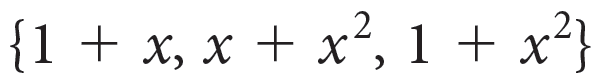 {1 + x, x + x², 1 + x²}